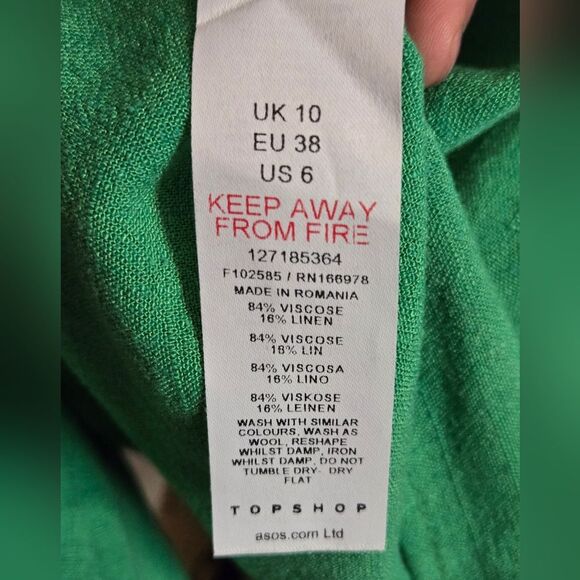 UK 10
EU 38
US 6
KEEP AWAY
FROM FIRE
127185364
F102585 / RN166978
MADE IN ROMANIA
84% VISCOSE
16% LINEN
84% VISCOSE
16% LIN
84% VISCOSA
16% LINO
84% VISKOSE
16% LEINEN
WASH WITH SIMILAR
COLOURS, WASH AS
WOOL, RESHAPE
WHILST DAMP, IRON
WHILST DAMP, DO NOT
TUMBLE DRY- DRY
FLAT
TOPSHOP
asos.com Ltd